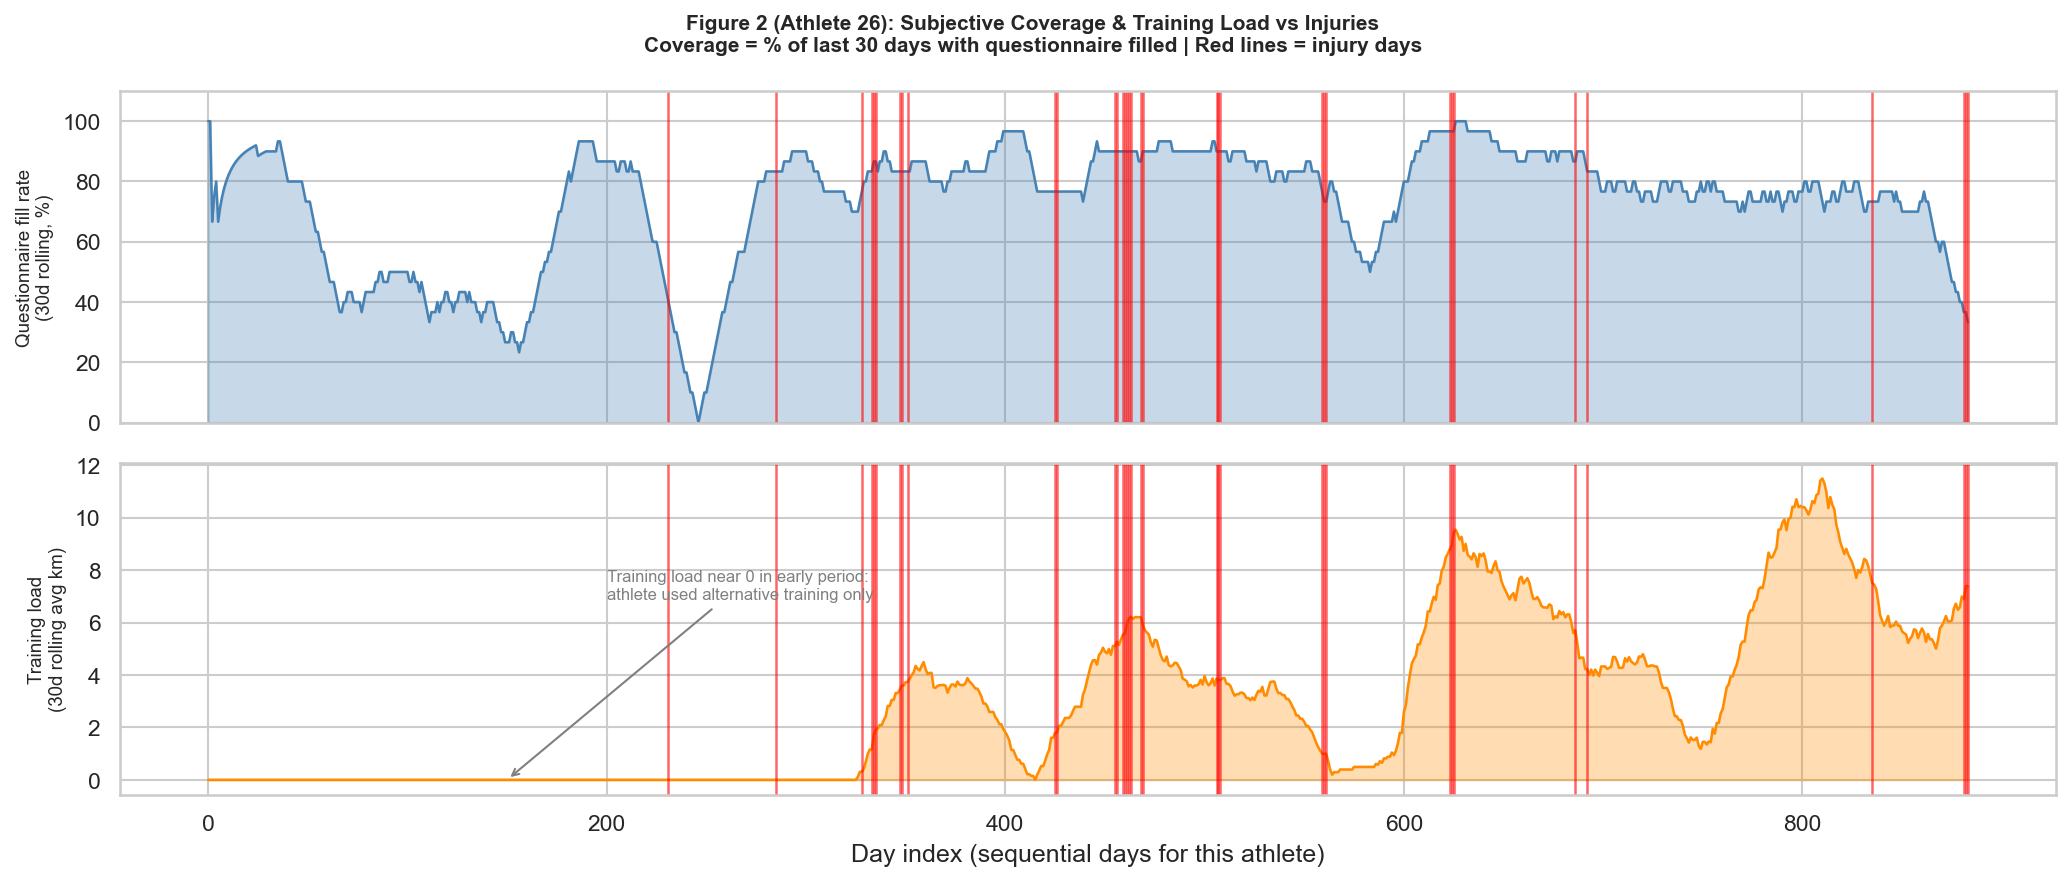 Figure 2 (Athlete 26): Subjective Coverage & Training Load vs Injuries
Coverage = % of last 30 days with questionnaire filled | Red lines = injury days
Questionnaire fill rate
(30d rolling, %)
100
80
60
40
20
0
Training load
(30d rolling avg km)
12
10
8
6
4
2
0
Training load near 0 in early period:
athlete used alternative training only
0 200 400 600 800
Day index (sequential days for this athlete)